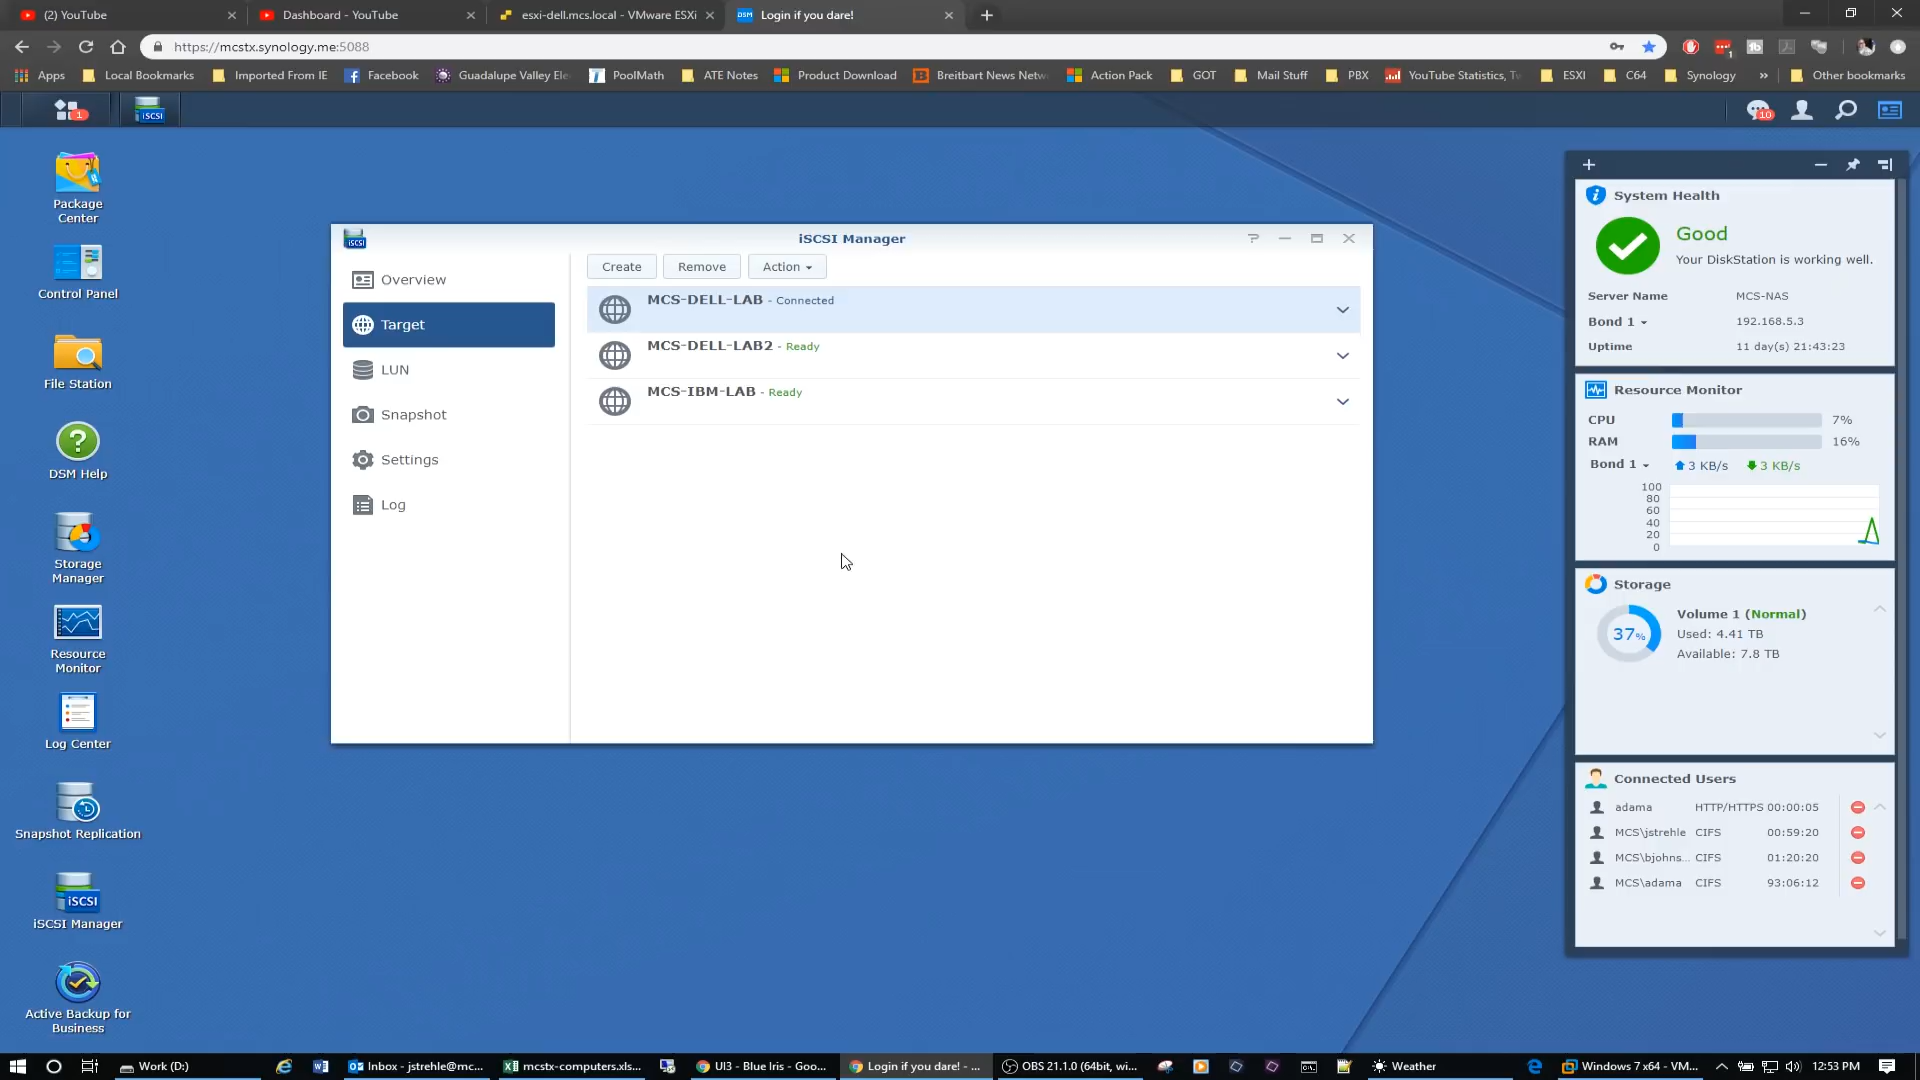 (2) YouTube
Dashboard - YouTube
esxi-dell.mcs.local - VMware ESXi
Login if you dare!
https://mcstx.synology.me:5088
Apps
Local Bookmarks
Imported From IE
Facebook
Guadalupe Valley Ele
PoolMath
ATE Notes
Product Download
Breitbart News Netw
Action Pack
GOT
Mail Stuff
PBX
YouTube Statistics, Tw
ESXI
C64
Synology
»
Other bookmarks
1
iSCSI
10
Package
Center
Control Panel
File Station
DSM Help
Storage
Manager
Resource
Monitor
Log Center
Snapshot Replication
iSCSI
iSCSI Manager
Active Backup for
Business
iSCSI
iSCSI Manager
Overview
Target
LUN
Snapshot
Settings
Log
Create
Remove
Action
MCS-DELL-LAB - Connected
MCS-DELL-LAB2 - Ready
MCS-IBM-LAB - Ready
System Health
Good
Your DiskStation is working well.
Server Name MCS-NAS
Bond 1 192.168.5.3
Uptime 11 day(s) 21:43:23
Resource Monitor
CPU 7%
RAM 16%
Bond 1 3 KB/s 3 KB/s
100
80
60
40
20
0
Storage
37%
Volume 1 (Normal)
Used: 4.41 TB
Available: 7.8 TB
Connected Users
adama HTTP/HTTPS 00:00:05
MCS\jstrehle CIFS 00:59:20
MCS\bjohns... CIFS 01:20:20
MCS\adama CIFS 93:06:12
Work (D:)
Inbox - jstrehle@mc...
mcstx-computers.xls...
UI3 - Blue Iris - Goo...
Login if you dare! - ...
OBS 21.1.0 (64bit, wi...
Weather
Windows 7 x64 - VM...
12:53 PM